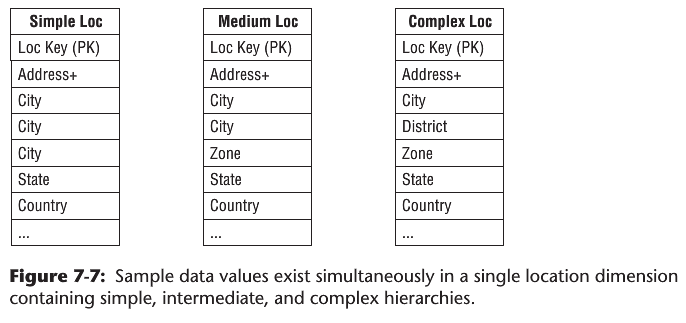 Simple Loc
Loc Key (PK)
Address+
City
City
City
State
Country
...
Medium Loc
Loc Key (PK)
Address+
City
City
Zone
State
Country
...
Complex Loc
Loc Key (PK)
Address+
City
District
Zone
State
Country
...
Figure 7-7: Sample data values exist simultaneously in a single location dimension
containing simple, intermediate, and complex hierarchies.